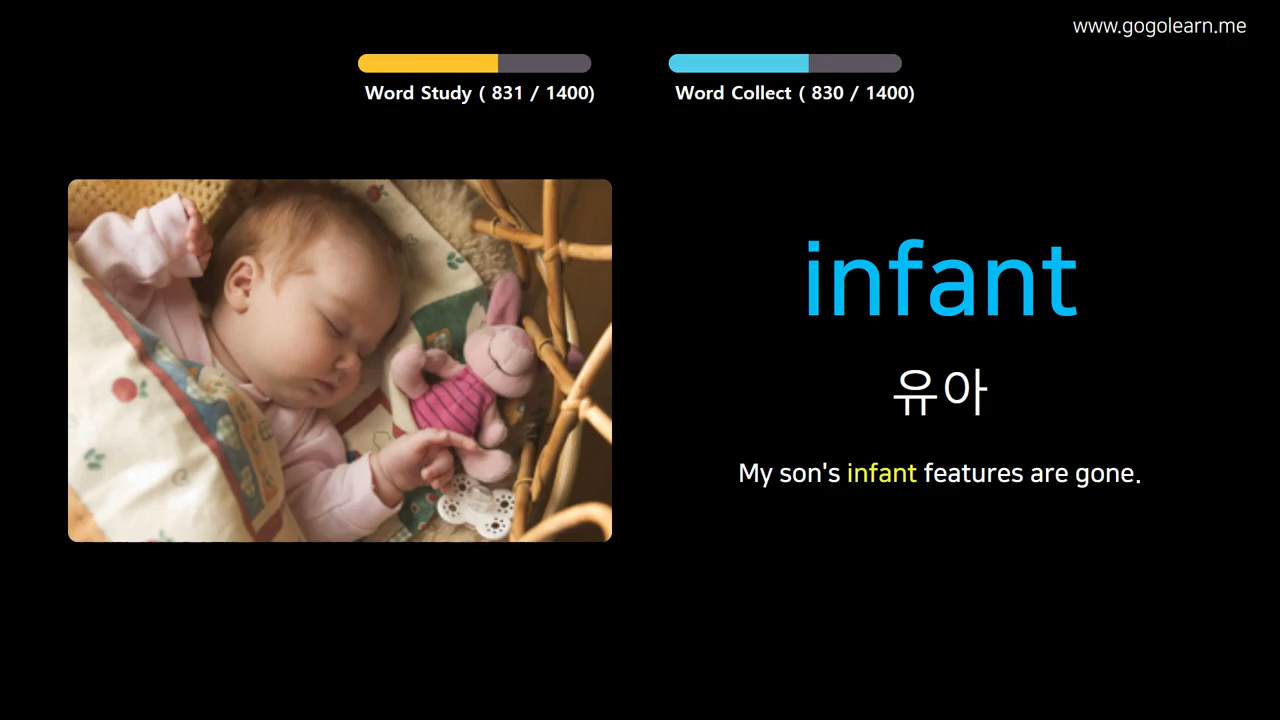 www.gogolearn.me
Word Study ( 831 / 1400)
Word Collect ( 830 / 1400)
infant
유아
My son's infant features are gone.